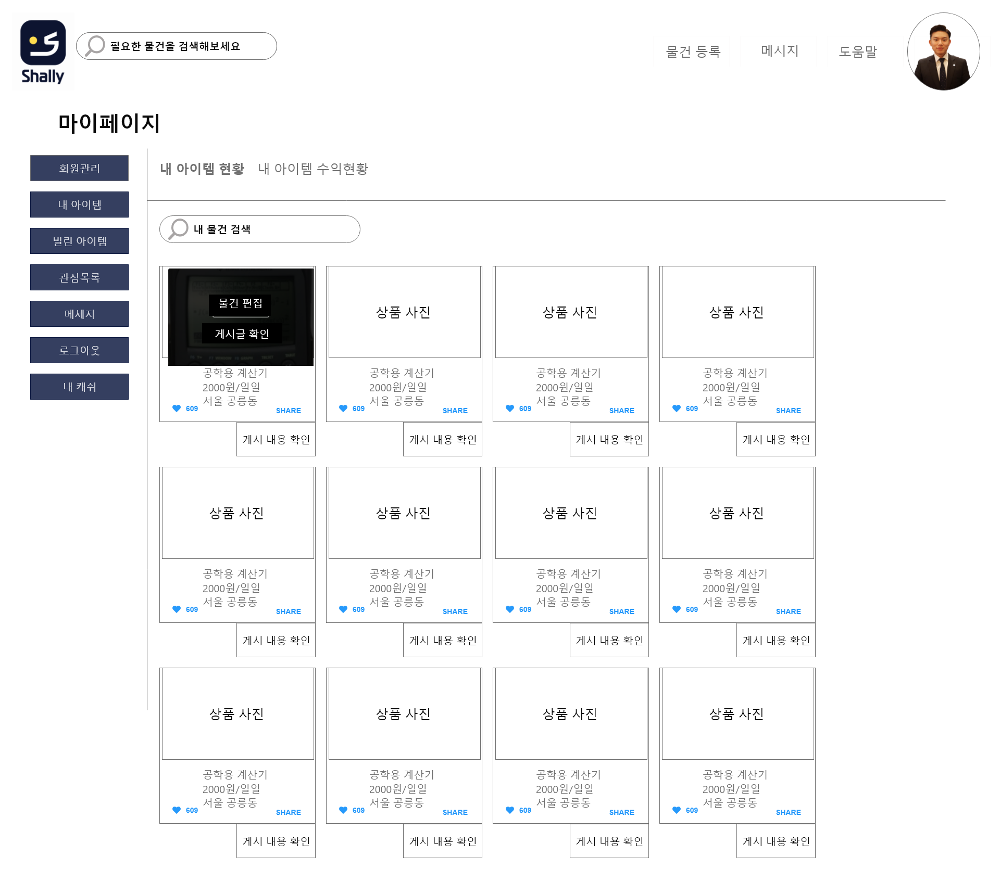 Shally
필요한 물건을 검색해보세요
물건 등록
메시지
도움말
마이페이지
회원관리
내 아이템
빌린 아이템
관심목록
메세지
로그아웃
내 캐쉬
내 아이템 현황
내 아이템 수익현황
내 물건 검색
물건 편집
게시글 확인
공학용 계산기
2000원/일일
서울 공릉동
609
SHARE
게시 내용 확인
상품 사진
공학용 계산기
2000원/일일
서울 공릉동
609
SHARE
게시 내용 확인
상품 사진
공학용 계산기
2000원/일일
서울 공릉동
609
SHARE
게시 내용 확인
상품 사진
공학용 계산기
2000원/일일
서울 공릉동
609
SHARE
게시 내용 확인
상품 사진
공학용 계산기
2000원/일일
서울 공릉동
609
SHARE
게시 내용 확인
상품 사진
공학용 계산기
2000원/일일
서울 공릉동
609
SHARE
게시 내용 확인
상품 사진
공학용 계산기
2000원/일일
서울 공릉동
609
SHARE
게시 내용 확인
상품 사진
공학용 계산기
2000원/일일
서울 공릉동
609
SHARE
게시 내용 확인
상품 사진
공학용 계산기
2000원/일일
서울 공릉동
609
SHARE
게시 내용 확인
상품 사진
공학용 계산기
2000원/일일
서울 공릉동
609
SHARE
게시 내용 확인
상품 사진
공학용 계산기
2000원/일일
서울 공릉동
609
SHARE
게시 내용 확인
상품 사진
공학용 계산기
2000원/일일
서울 공릉동
609
SHARE
게시 내용 확인